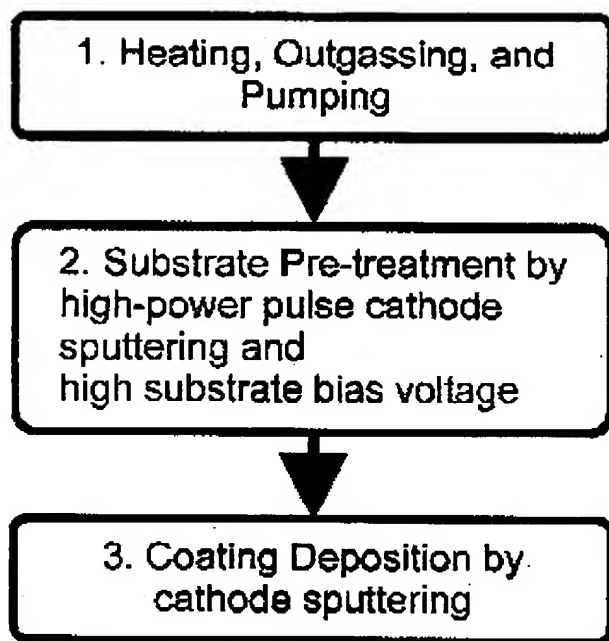 1. Heating, Outgassing, and
Pumping
2. Substrate Pre-treatment by
high-power pulse cathode
sputtering and
high substrate bias voltage
3. Coating Deposition by
cathode sputtering